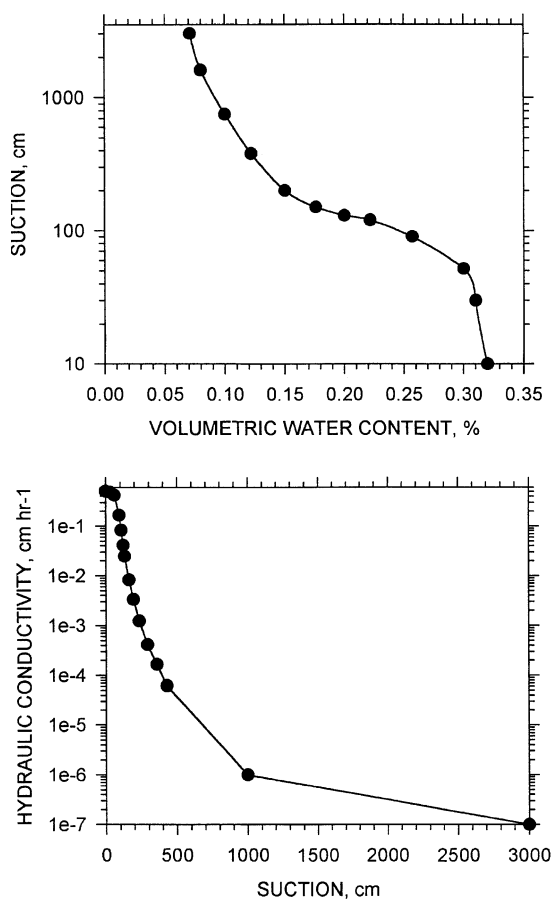 SUCTION, cm
1000
100
10
0.00 0.05 0.10 0.15 0.20 0.25 0.30 0.35
VOLUMETRIC WATER CONTENT, %
HYDRAULIC CONDUCTIVITY, cm hr-1
1e-1
1e-2
1e-3
1e-4
1e-5
1e-6
1e-7
0 500 1000 1500 2000 2500 3000
SUCTION, cm